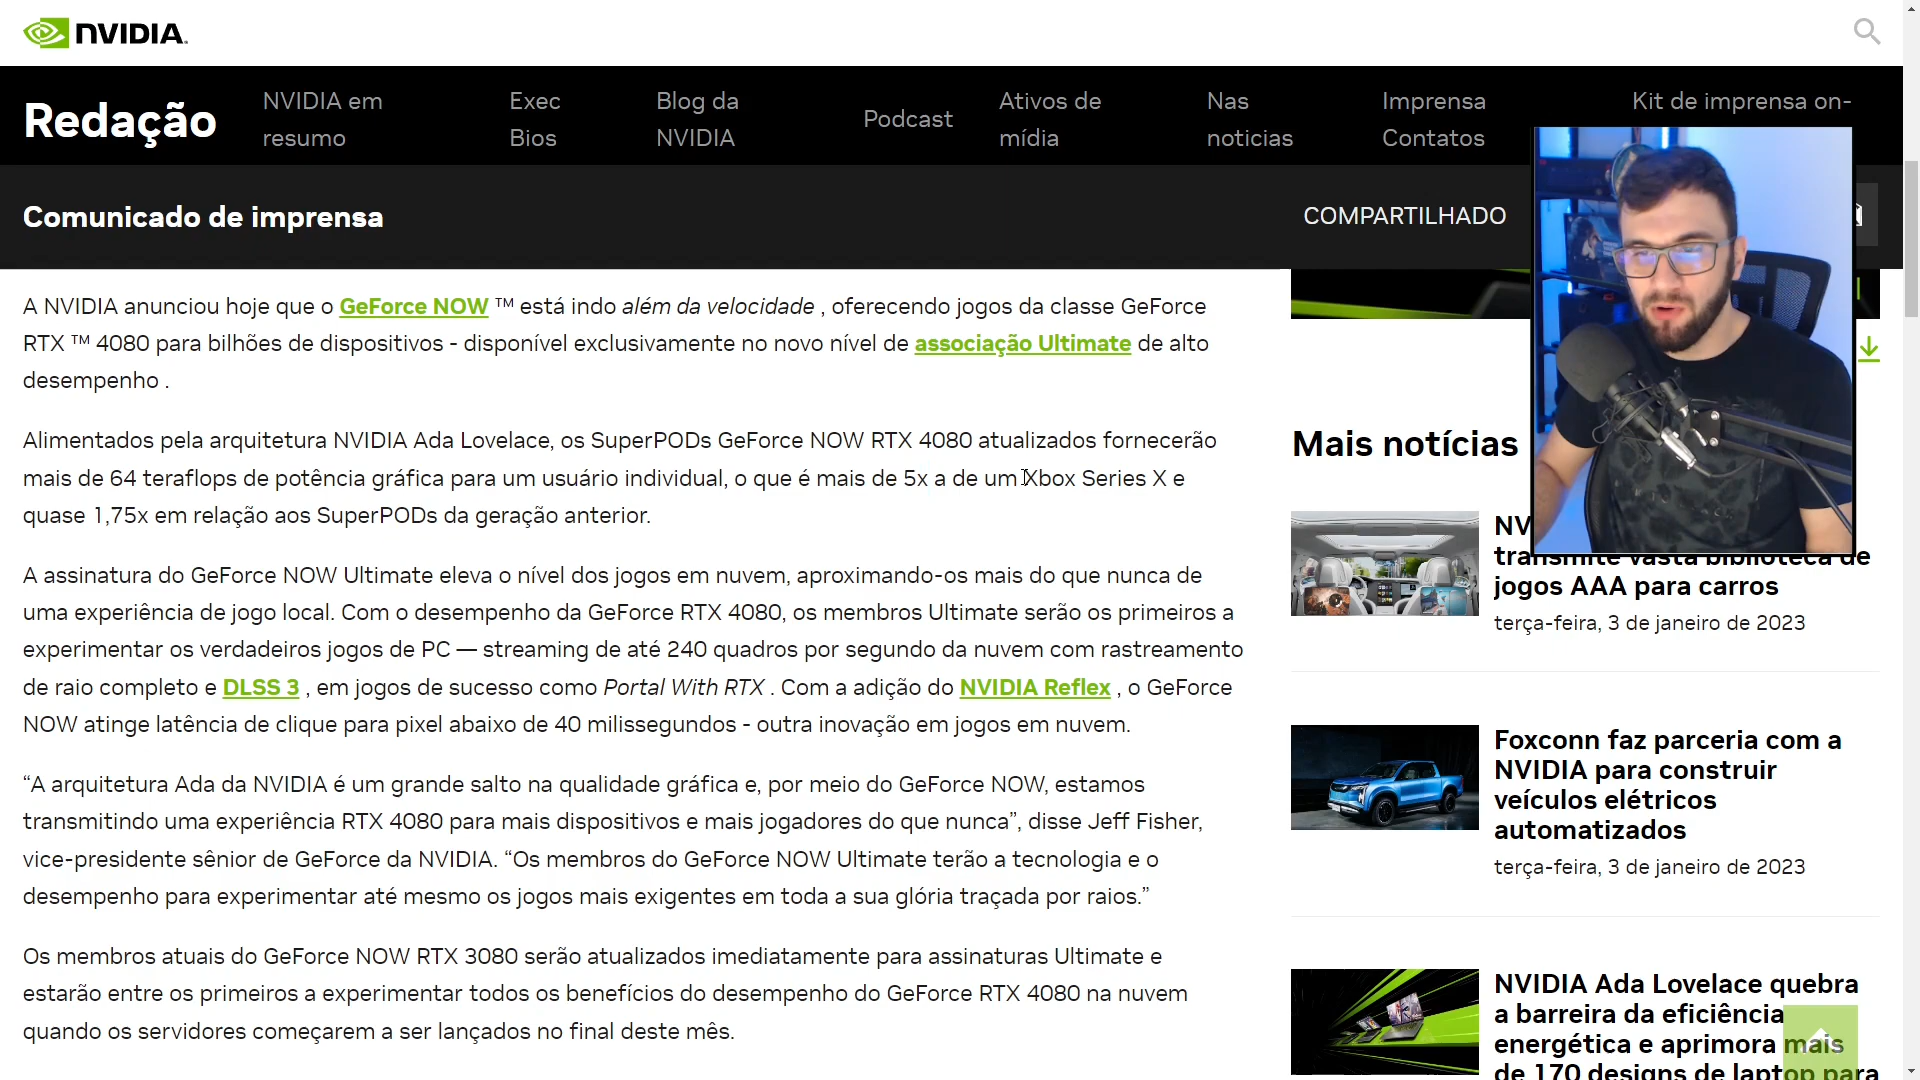 NVIDIA.
Redação
NVIDIA em
resumo
Exec
Bios
Blog da
NVIDIA
Podcast
Ativos de
mídia
Nas
noticias
Imprensa
Contatos
Kit de imprensa on-
Comunicado de imprensa
COMPARTILHADO
A NVIDIA anunciou hoje que o GeForce NOW ™ está indo além da velocidade , oferecendo jogos da classe GeForce
RTX ™ 4080 para bilhões de dispositivos - disponível exclusivamente no novo nível de associação Ultimate de alto
desempenho .
Alimentados pela arquitetura NVIDIA Ada Lovelace, os SuperPODs GeForce NOW RTX 4080 atualizados fornecerão
mais de 64 teraflops de potência gráfica para um usuário individual, o que é mais de 5x a de um Xbox Series X e
quase 1,75x em relação aos SuperPODs da geração anterior.
A assinatura do GeForce NOW Ultimate eleva o nível dos jogos em nuvem, aproximando-os mais do que nunca de
uma experiência de jogo local. Com o desempenho da GeForce RTX 4080, os membros Ultimate serão os primeiros a
experimentar os verdadeiros jogos de PC — streaming de até 240 quadros por segundo da nuvem com rastreamento
de raio completo e DLSS 3 , em jogos de sucesso como Portal With RTX . Com a adição do NVIDIA Reflex , o GeForce
NOW atinge latência de clique para pixel abaixo de 40 milissegundos - outra inovação em jogos em nuvem.
“A arquitetura Ada da NVIDIA é um grande salto na qualidade gráfica e, por meio do GeForce NOW, estamos
transmitindo uma experiência RTX 4080 para mais dispositivos e mais jogadores do que nunca”, disse Jeff Fisher,
vice-presidente sênior de GeForce da NVIDIA. “Os membros do GeForce NOW Ultimate terão a tecnologia e o
desempenho para experimentar até mesmo os jogos mais exigentes em toda a sua glória traçada por raios.”
Os membros atuais do GeForce NOW RTX 3080 serão atualizados imediatamente para assinaturas Ultimate e
estarão entre os primeiros a experimentar todos os benefícios do desempenho do GeForce RTX 4080 na nuvem
quando os servidores começarem a ser lançados no final deste mês.
Mais notícias
NV
transmite vasta biblioteca de
jogos AAA para carros
terça-feira, 3 de janeiro de 2023
Foxconn faz parceria com a
NVIDIA para construir
veículos elétricos
automatizados
terça-feira, 3 de janeiro de 2023
NVIDIA Ada Lovelace quebra
a barreira da eficiência
energética e aprimora mais
de 170 designs de laptop para